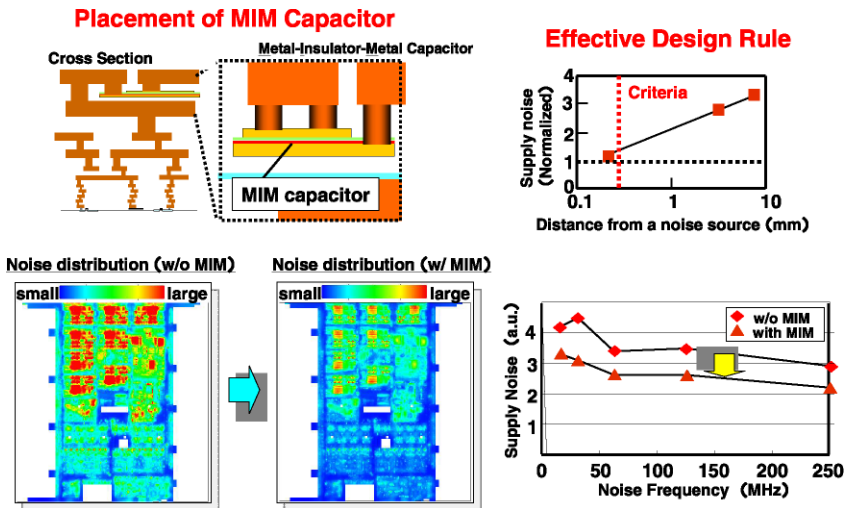 Placement of MIM Capacitor
Cross Section
Metal-Insulator-Metal Capacitor
MIM capacitor
Effective Design Rule
Supply noise
(Normalized)
4
3
2
1
0
Criteria
0.1
1
10
Distance from a noise source (mm)
Noise distribution (w/o MIM)
small
large
Noise distribution (w/ MIM)
small
large
Supply Noise (a.u.)
4
3
2
1
w/o MIM
with MIM
0 50 100 150 200 250
Noise Frequency (MHz)